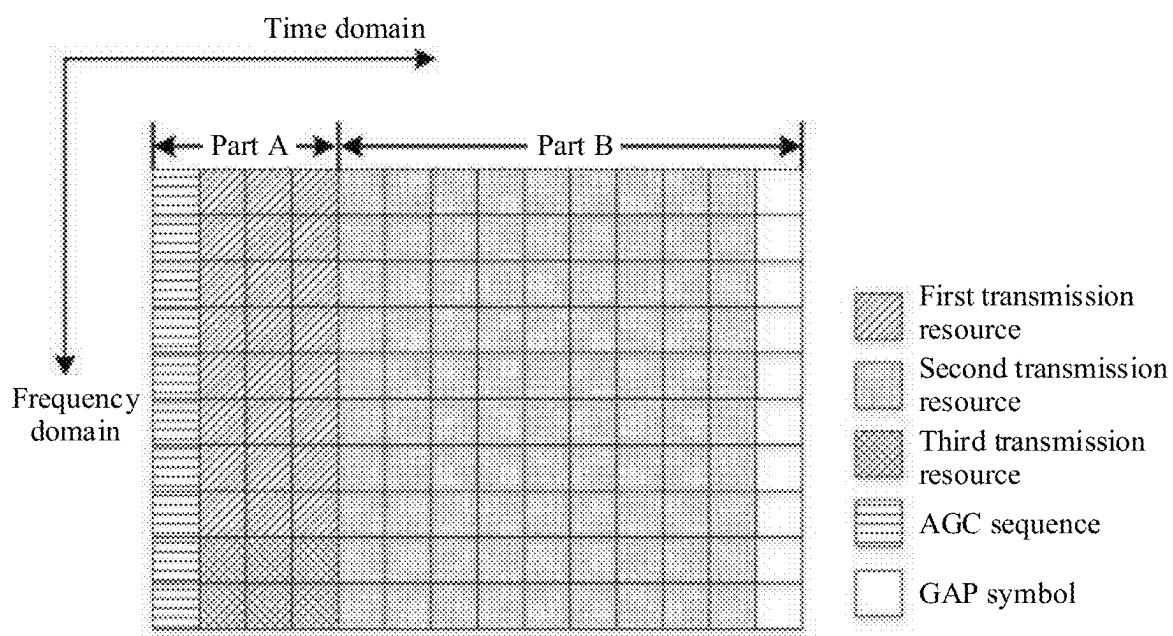 Time domain
Part A
Part B
Frequency
domain
First transmission
resource
Second transmission
resource
Third transmission
resource
AGC sequence
GAP symbol